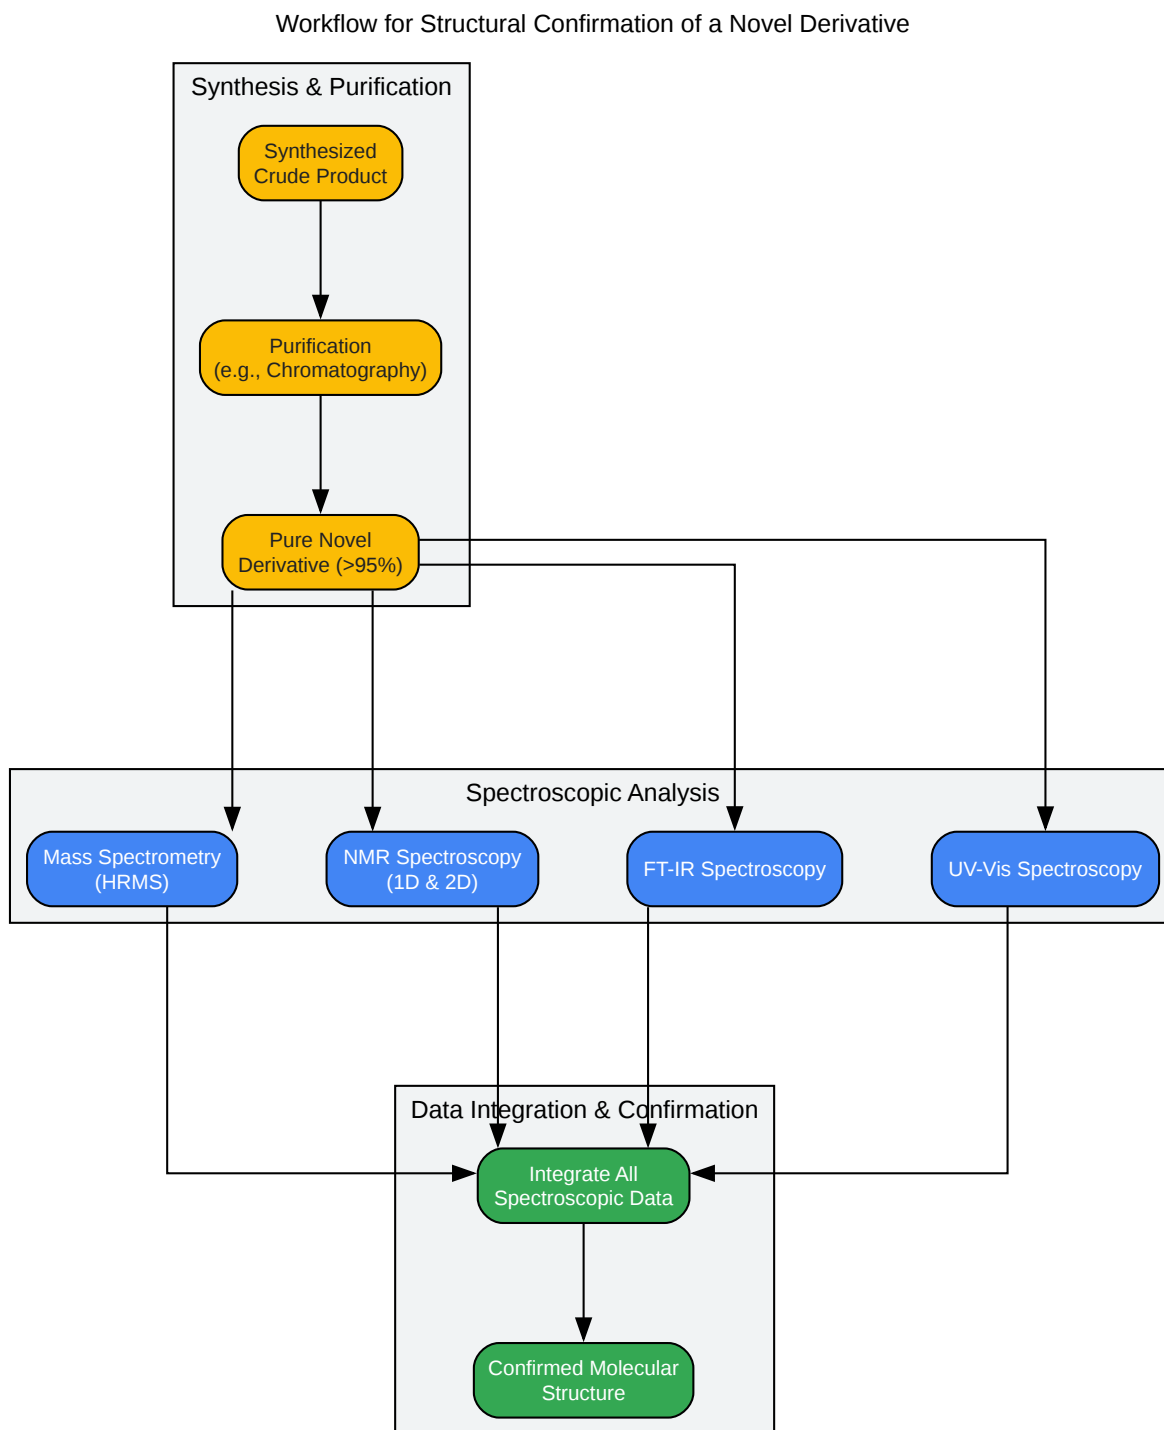 Workflow for Structural Confirmation of a Novel Derivative
Synthesis & Purification
Synthesized
Crude Product
Purification
(e.g., Chromatography)
Pure Novel
Derivative (>95%)
Spectroscopic Analysis
Mass Spectrometry
(HRMS)
NMR Spectroscopy
(1D & 2D)
FT-IR Spectroscopy
UV-Vis Spectroscopy
Data Integration & Confirmation
Integrate All
Spectroscopic Data
Confirmed Molecular
Structure